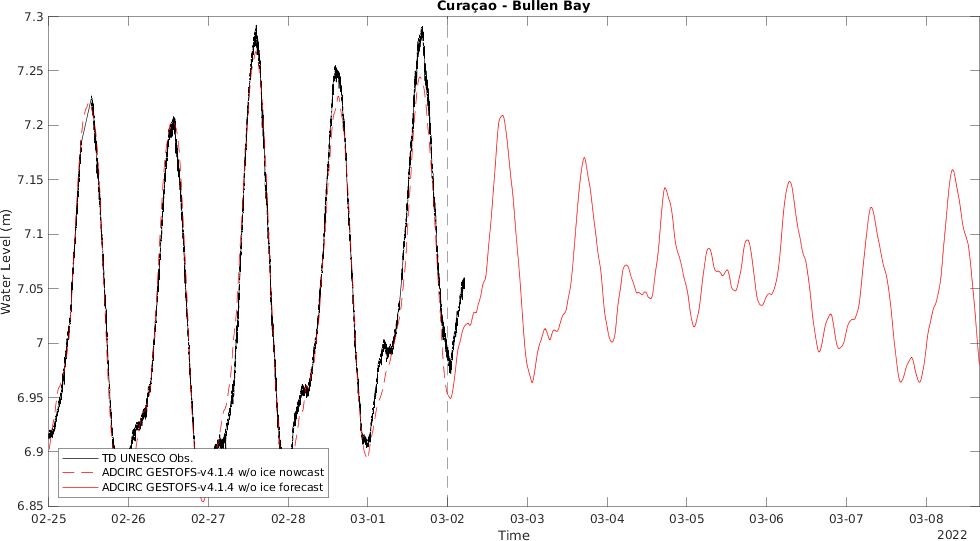 Curaçao - Bullen Bay
7.3
7.25
7.2
7.15
7.1
7.05
7
6.95
6.9
6.85
Water Level (m)
TD UNESCO Obs.
ADCIRC GESTOFS-v4.1.4 w/o ice nowcast
ADCIRC GESTOFS-v4.1.4 w/o ice forecast
02-25 02-26 02-27 02-28 03-01 03-02 03-03 03-04 03-05 03-06 03-07 03-08
Time
2022